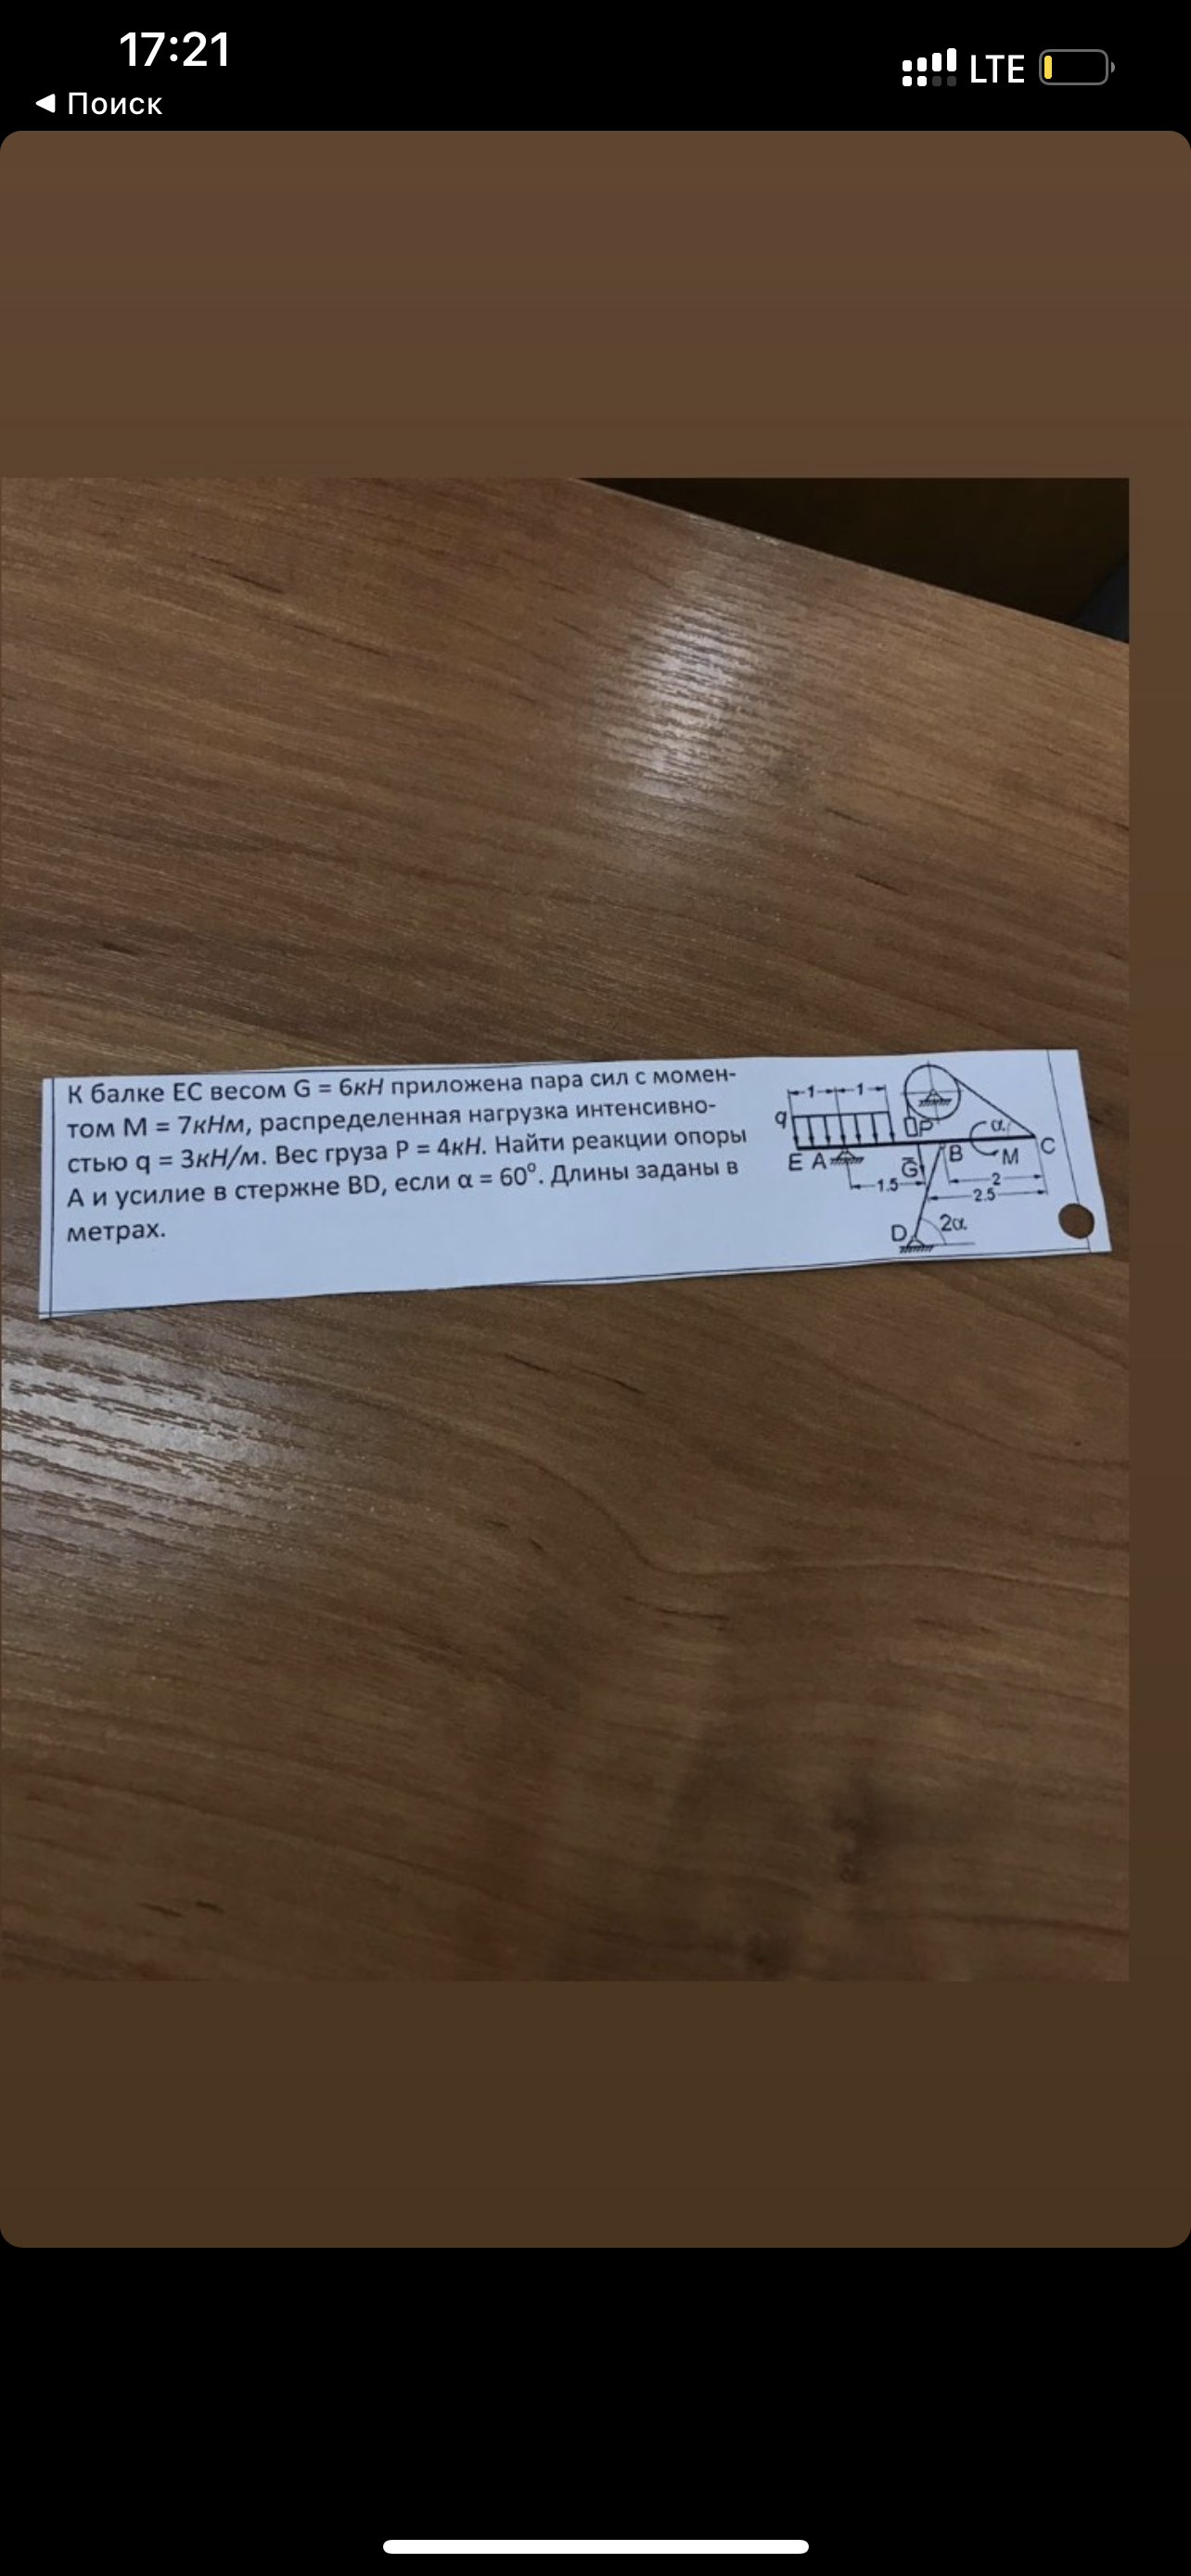 17:21
LTE
◀ Поиск
К балке EC весом G = 6кН приложена пара сил с момен-
том M = 7кНм, распределенная нагрузка интенсивно-
стью q = 3кН/м. Вес груза P = 4кН. Найти реакции опоры
A и усилие в стержне BD, если α = 60°. Длины заданы в
метрах.
1 1
q P α
E A G B M C
1.5 2
2.5
D 2α